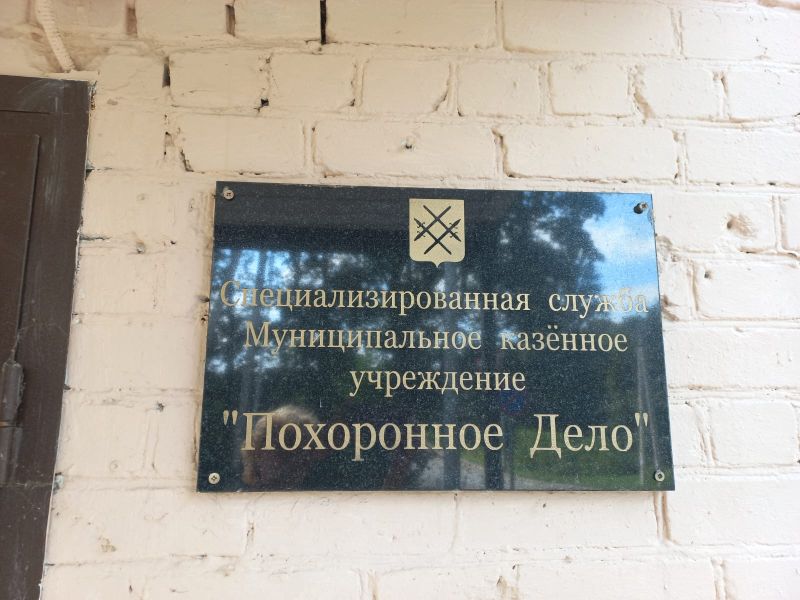 Специализированная служба
Муниципальное казённое
учреждение
"Похоронное Дело"